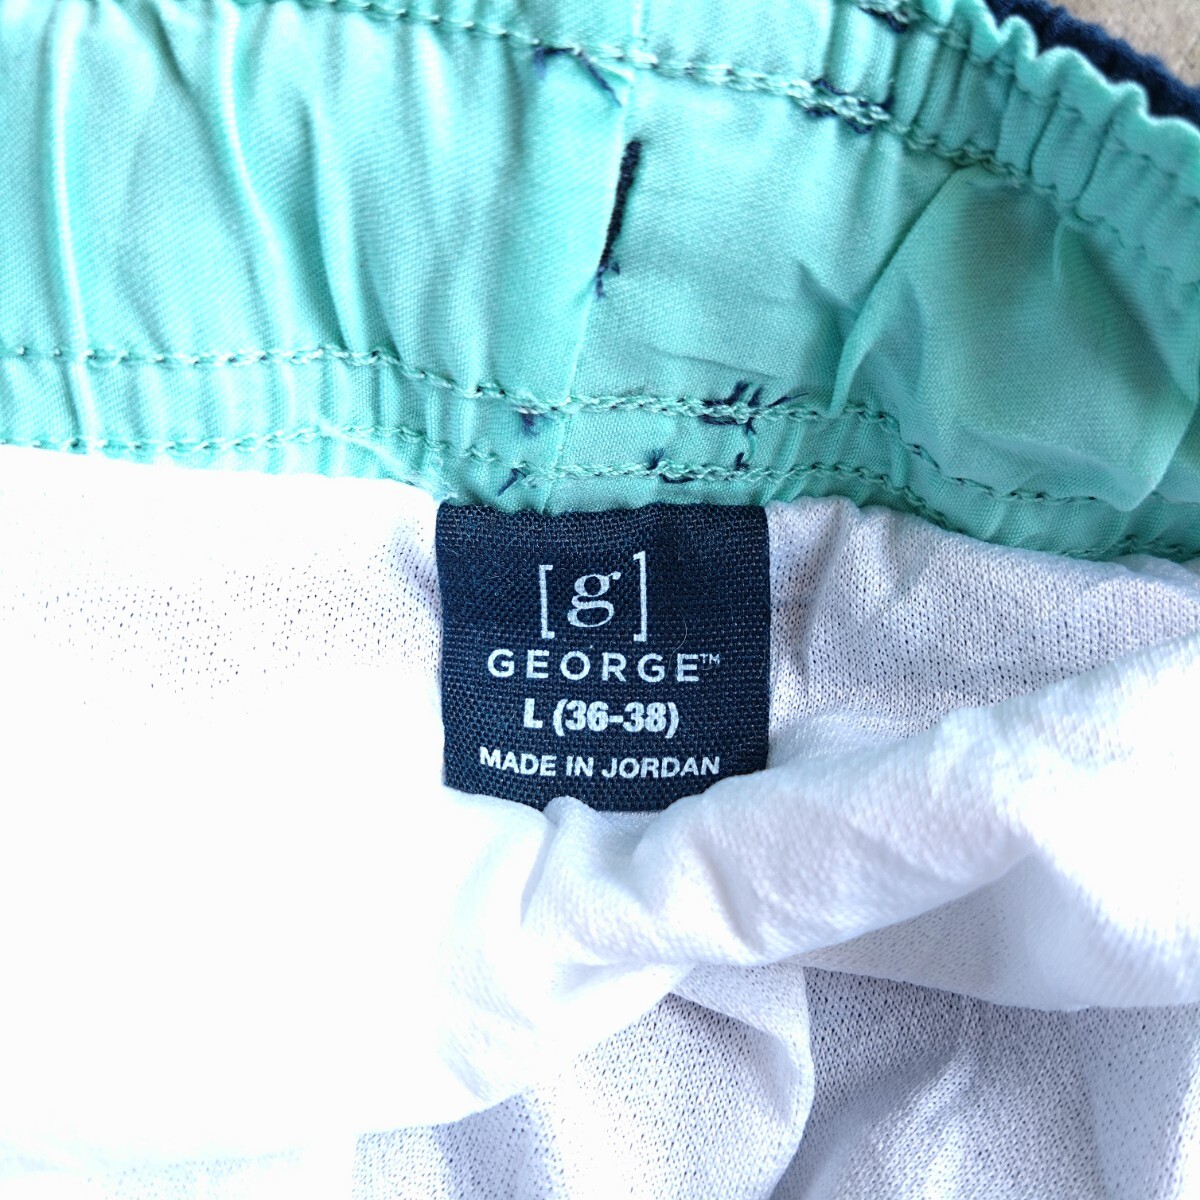 [g]
GEORGE™
L (36-38)
MADE IN JORDAN